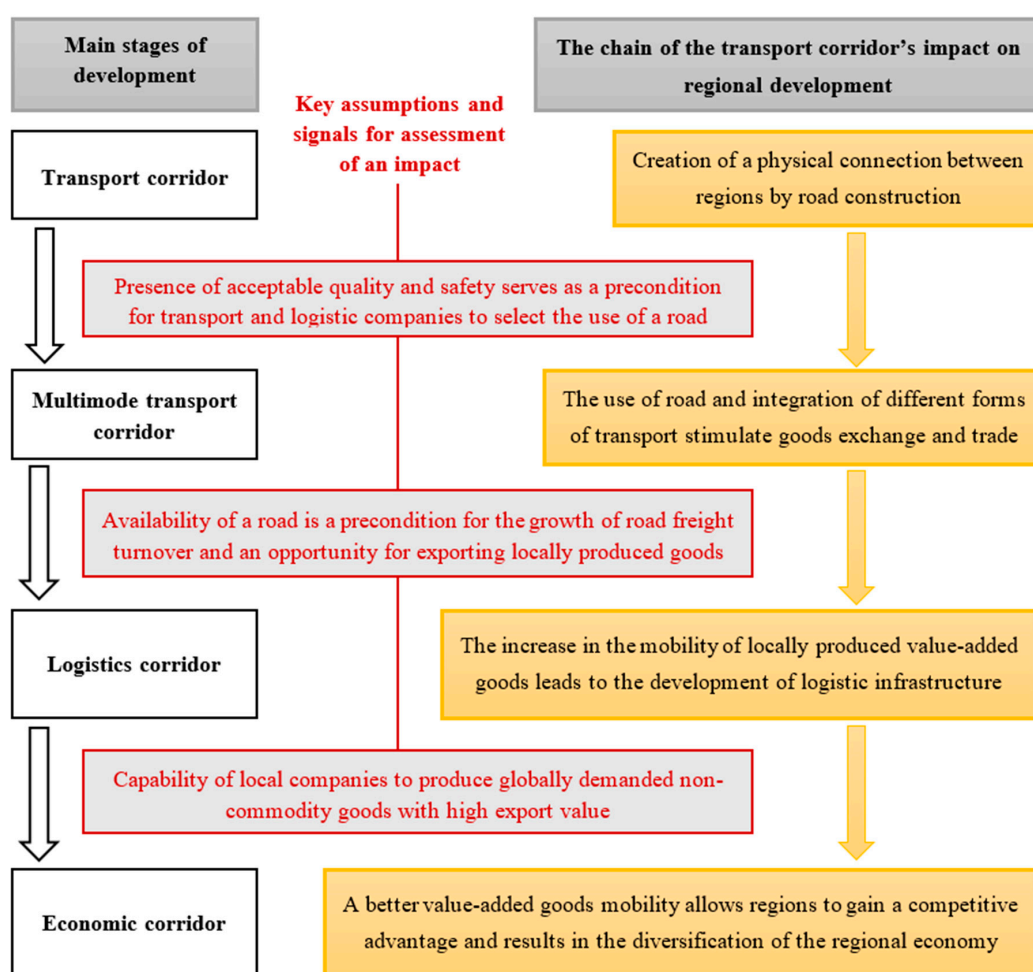 Main stages of
development
The chain of the transport corridor's impact on
regional development
Key assumptions and
signals for assessment
of an impact
Transport corridor
Creation of a physical connection between
regions by road construction
Presence of acceptable quality and safety serves as a precondition
for transport and logistic companies to select the use of a road
Multimode transport
corridor
The use of road and integration of different forms
of transport stimulate goods exchange and trade
Availability of a road is a precondition for the growth of road freight
turnover and an opportunity for exporting locally produced goods
Logistics corridor
The increase in the mobility of locally produced value-added
goods leads to the development of logistic infrastructure
Capability of local companies to produce globally demanded non-
commodity goods with high export value
Economic corridor
A better value-added goods mobility allows regions to gain a competitive
advantage and results in the diversification of the regional economy